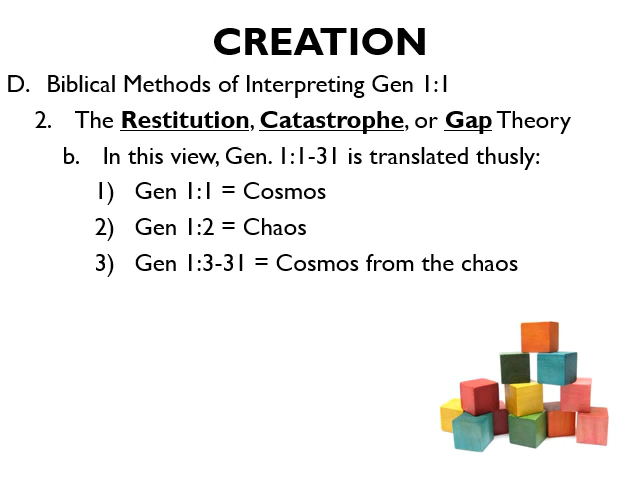 CREATION
D. Biblical Methods of Interpreting Gen 1:1
2. The Restitution, Catastrophe, or Gap Theory
b. In this view, Gen. 1:1-31 is translated thusly:
1) Gen 1:1 = Cosmos
2) Gen 1:2 = Chaos
3) Gen 1:3-31 = Cosmos from the chaos